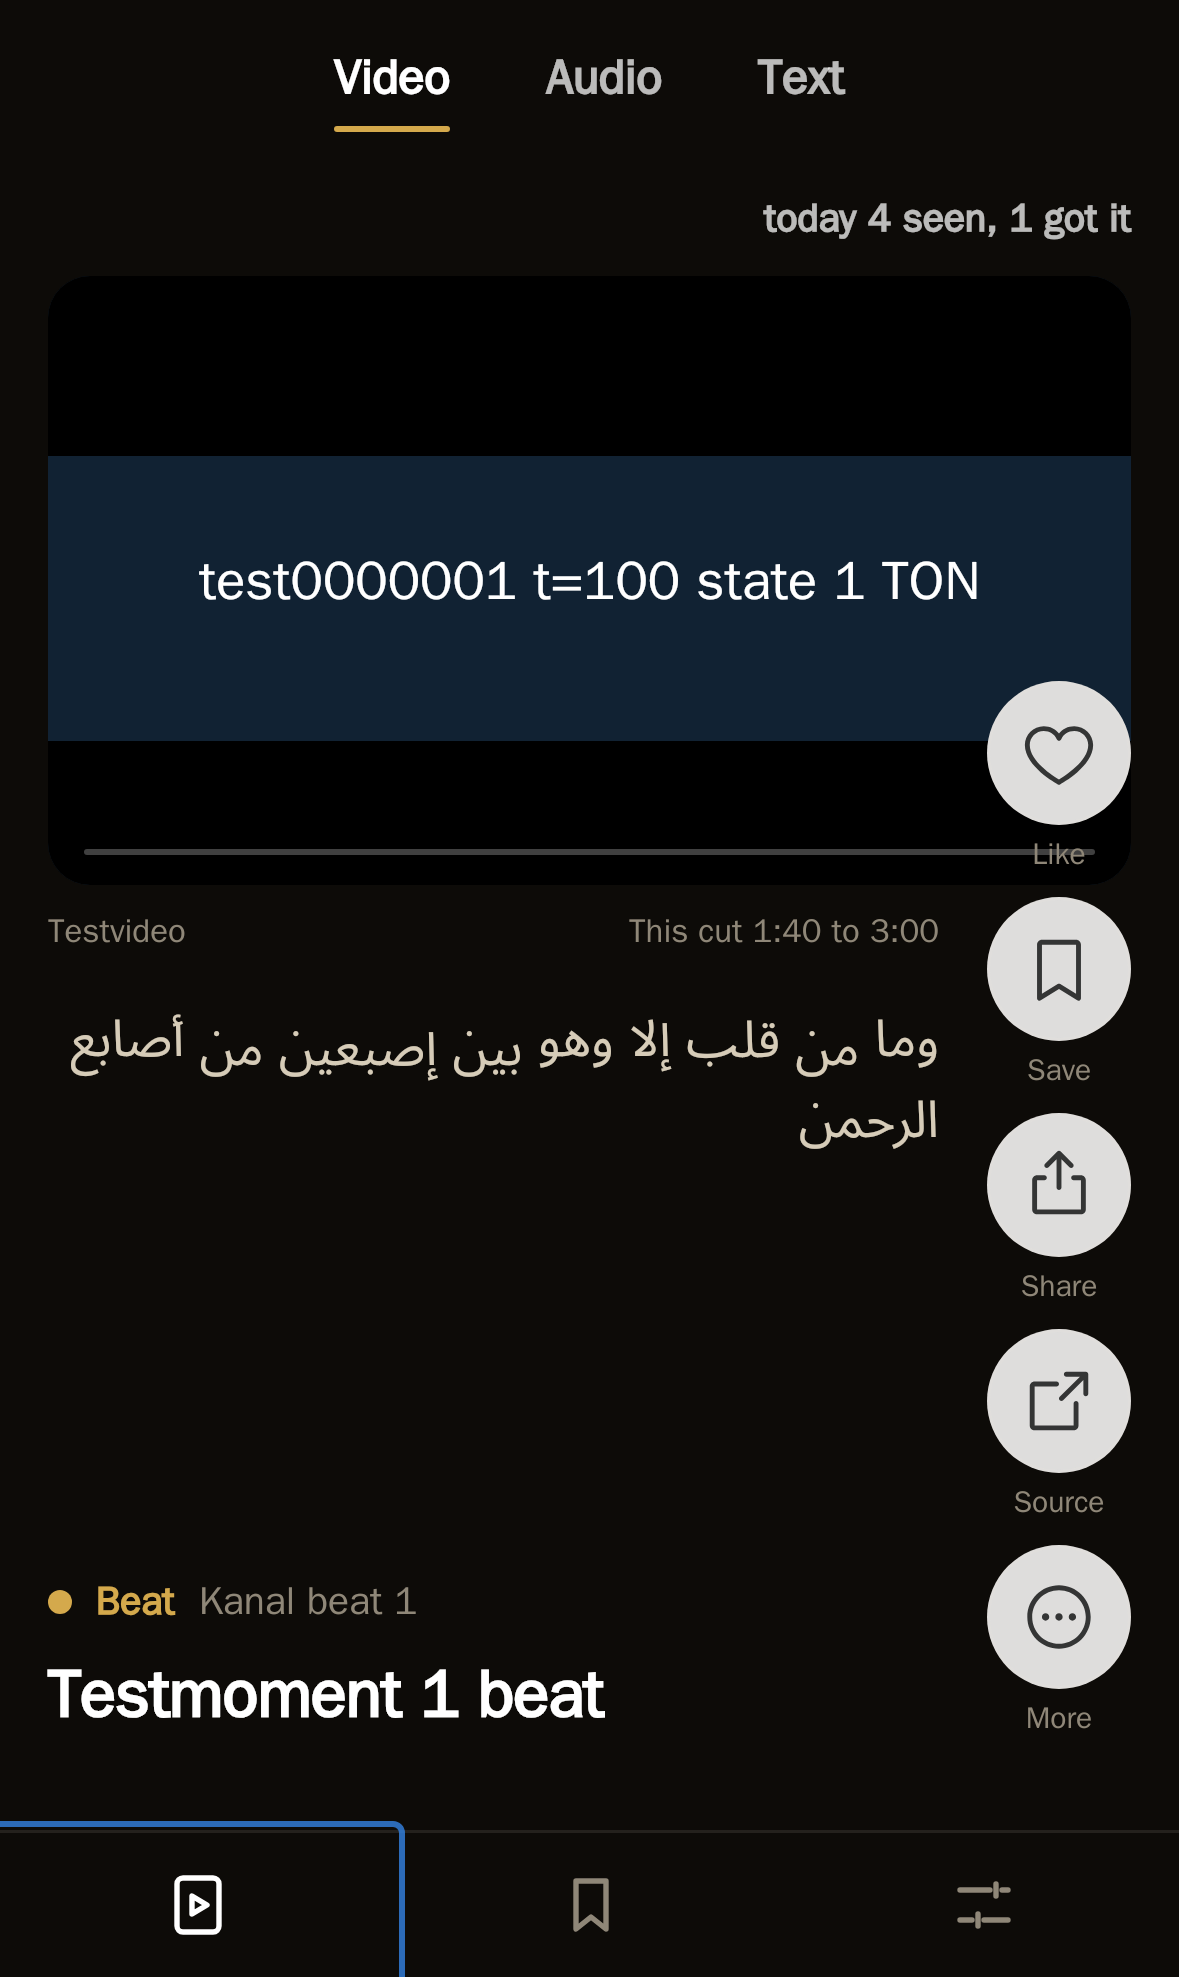 Video Audio Text
today 4 seen, 1 got it
test0000001 t=100 state 1 TON
Like
Testvideo This cut 1:40 to 3:00
وما من قلب إلا وهو بين إصبعين من أصابع
الرحمن
Save
Share
Source
Beat Kanal beat 1
Testmoment 1 beat
More